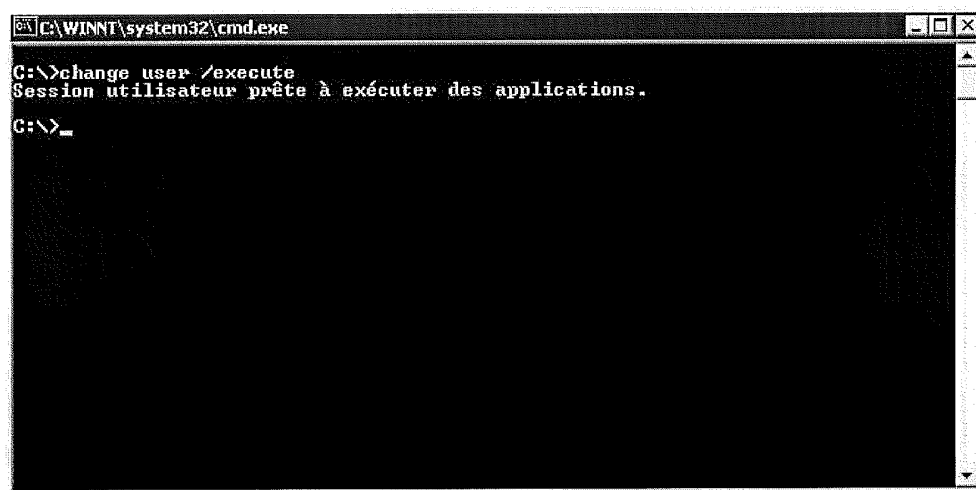 C:\WINNT\system32\cmd.exe
C:\>change user /execute
Session utilisateur prête à exécuter des applications.
C:\>_